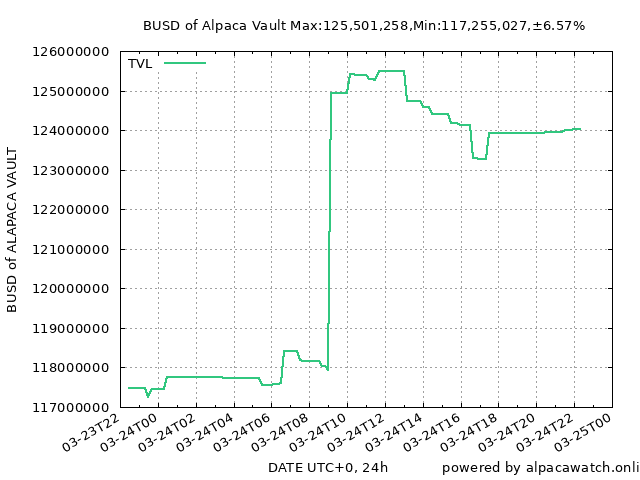 BUSD of Alpaca Vault Max:125,501,258,Min:117,255,027,±6.57%
TVL
126000000
125000000
124000000
123000000
122000000
121000000
120000000
119000000
118000000
117000000
BUSD of ALAPACA VAULT
03-23T22
03-24T00
03-24T02
03-24T04
03-24T06
03-24T08
03-24T10
03-24T12
03-24T14
03-24T16
03-24T18
03-24T20
03-24T22
03-25T00
DATE UTC+0, 24h
powered by alpacawatch.onli